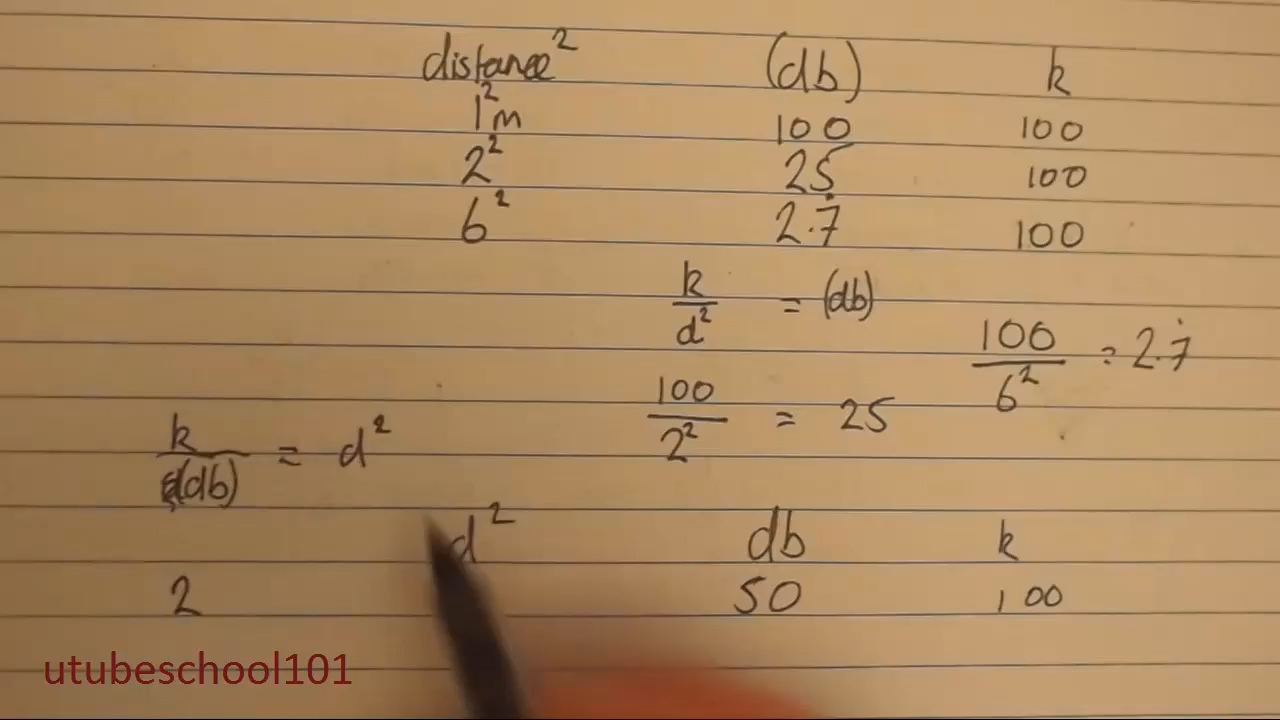 distance² (db) k
1²m 100 100
2² 25 100
6² 2.7̇ 100
k/d² = (db)
100/6² = 2.7̇
100/2² = 25
k/(db) = d²
d² db k
2 50 100
utubeschool101